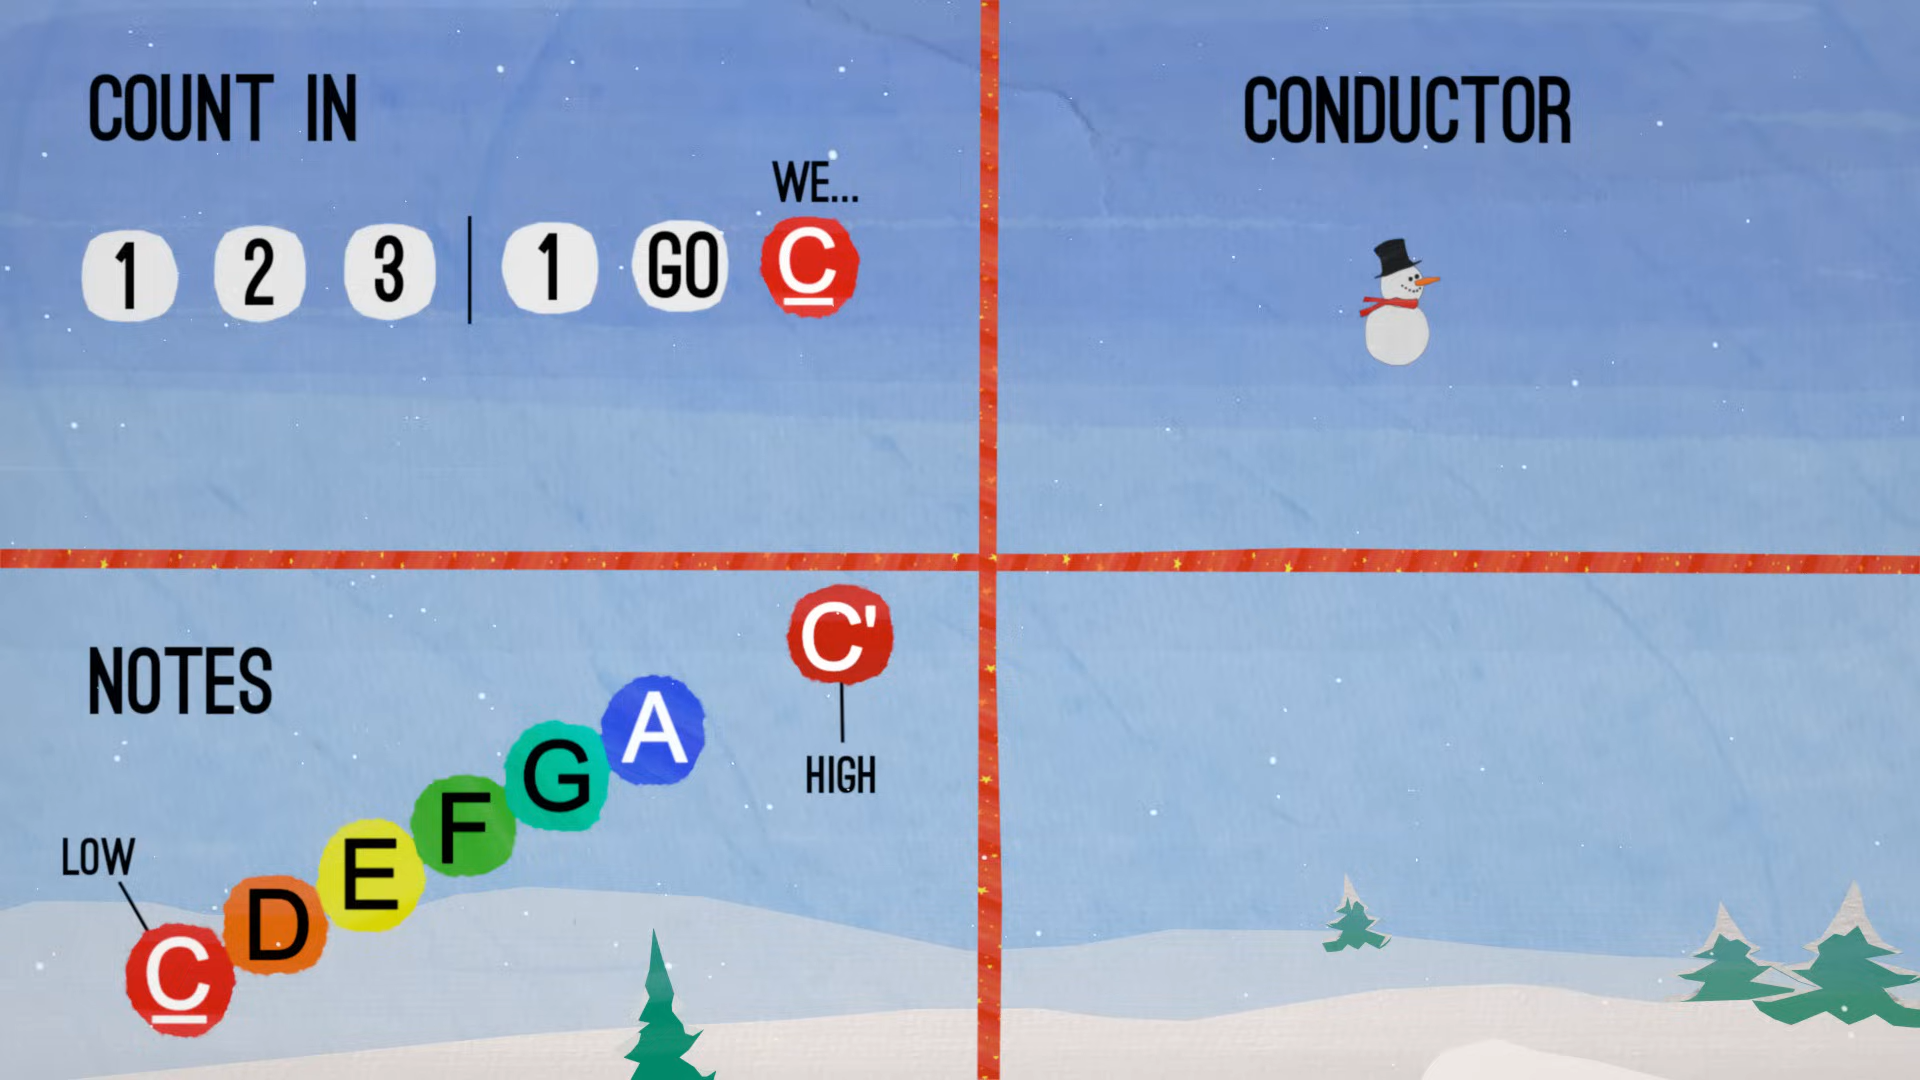 COUNT IN
WE...
1 2 3 1 GO C
CONDUCTOR
NOTES
C'
HIGH
A
G
F
E
D
LOW
C